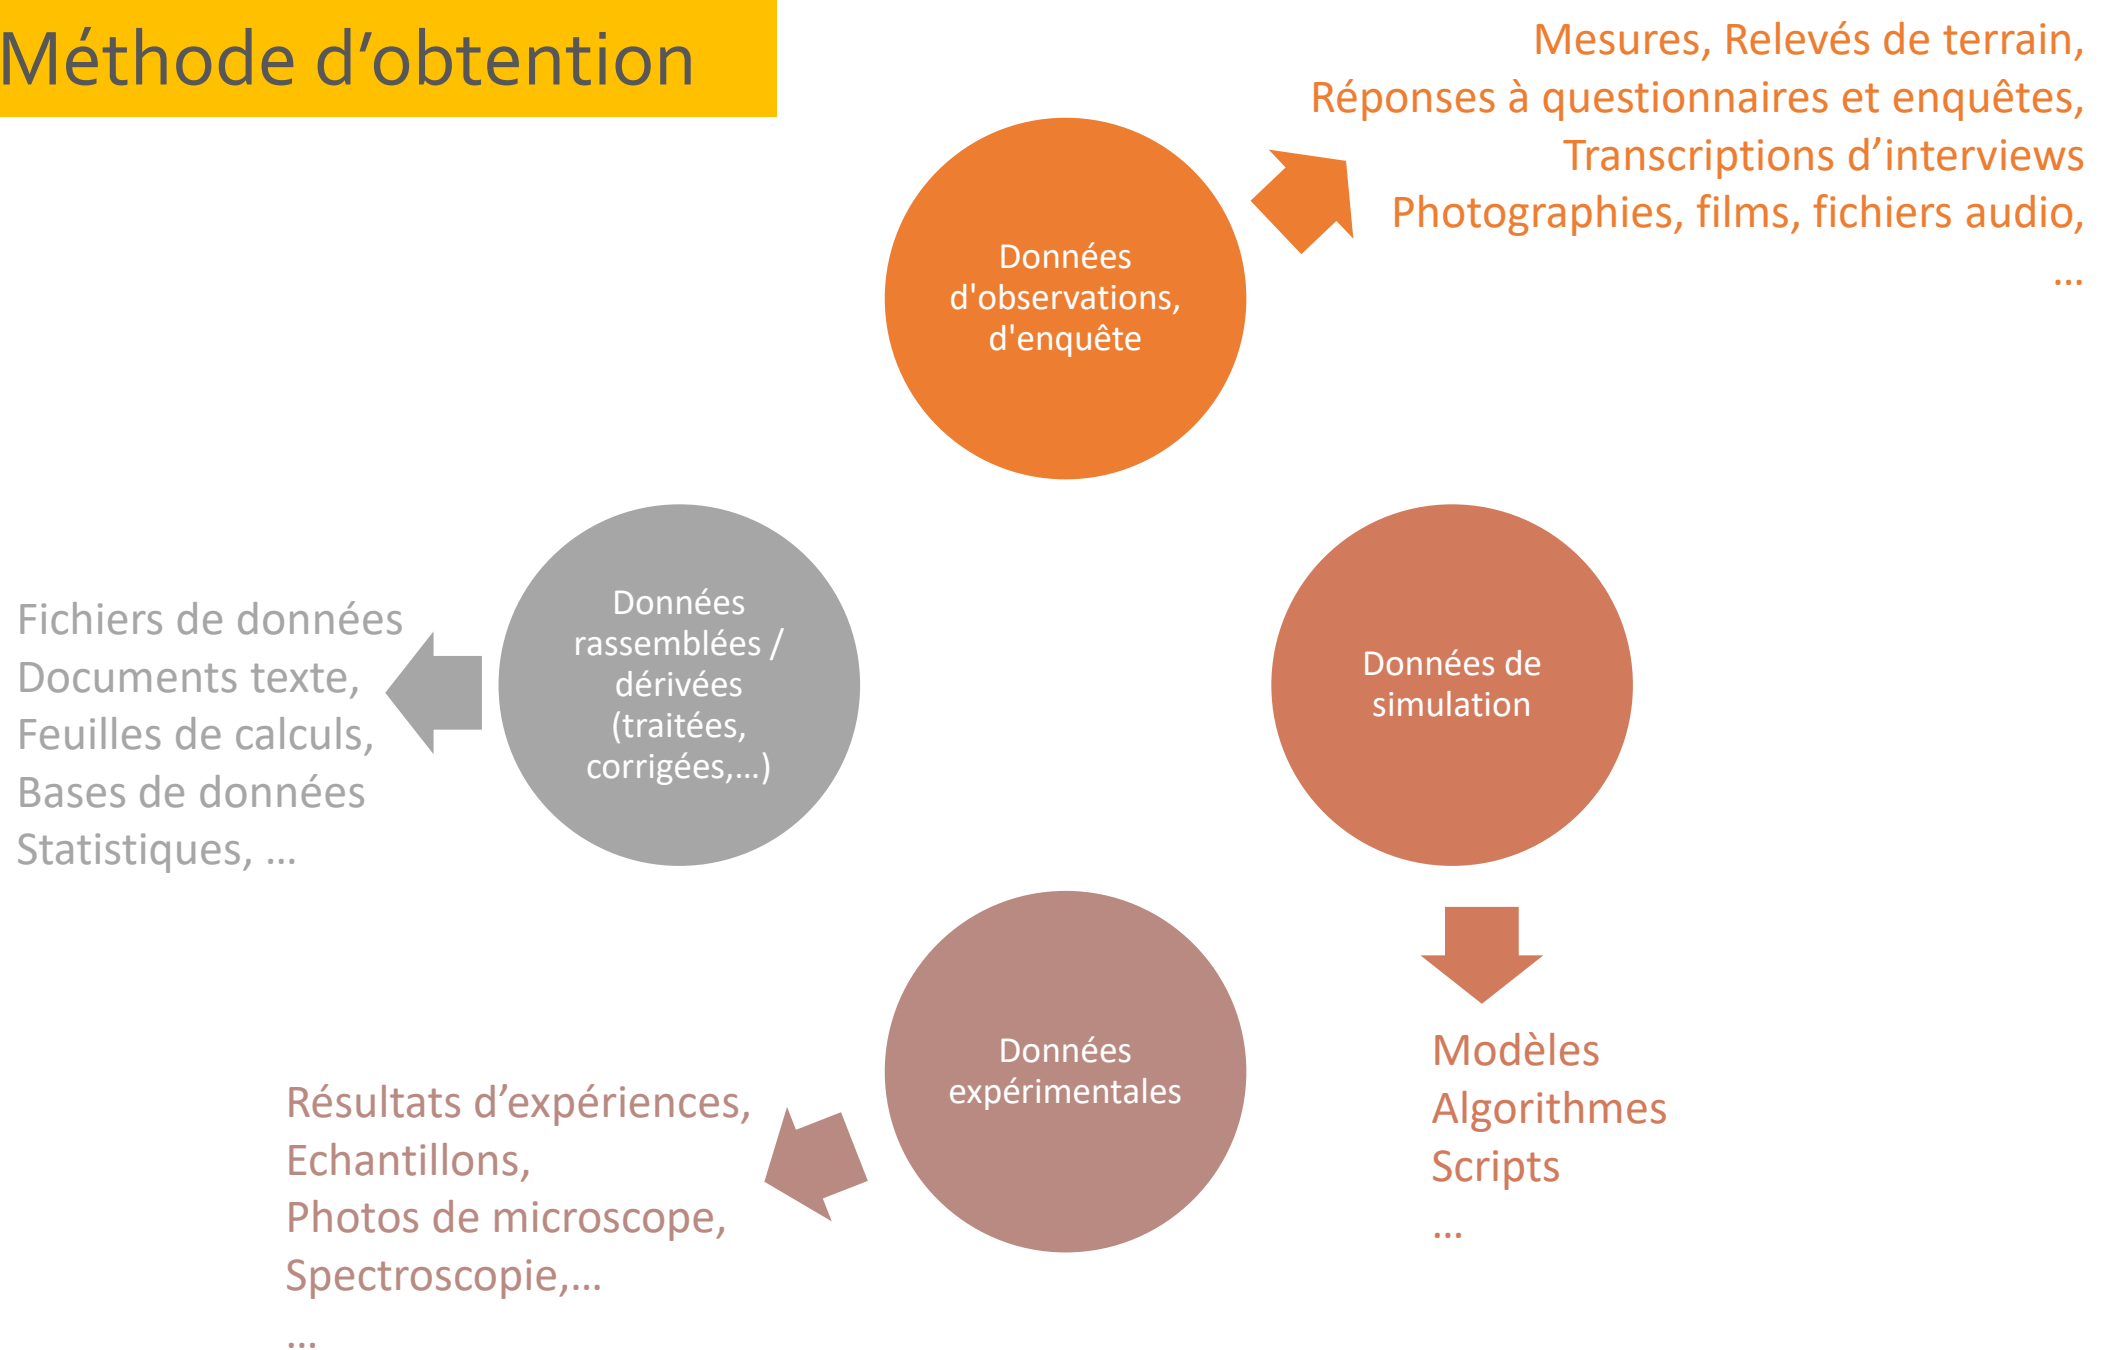 Méthode d’obtention
Mesures, Relevés de terrain,
Réponses à questionnaires et enquêtes,
Transcriptions d’interviews
Photographies, films, fichiers audio,
…
Données
d'observations,
d'enquête
Données de
simulation
Modèles
Algorithmes
Scripts
…
Données
expérimentales
Résultats d’expériences,
Echantillons,
Photos de microscope,
Spectroscopie,…
…
Données
rassemblées /
dérivées
(traitées,
corrigées,…)
Fichiers de données
Documents texte,
Feuilles de calculs,
Bases de données
Statistiques, …